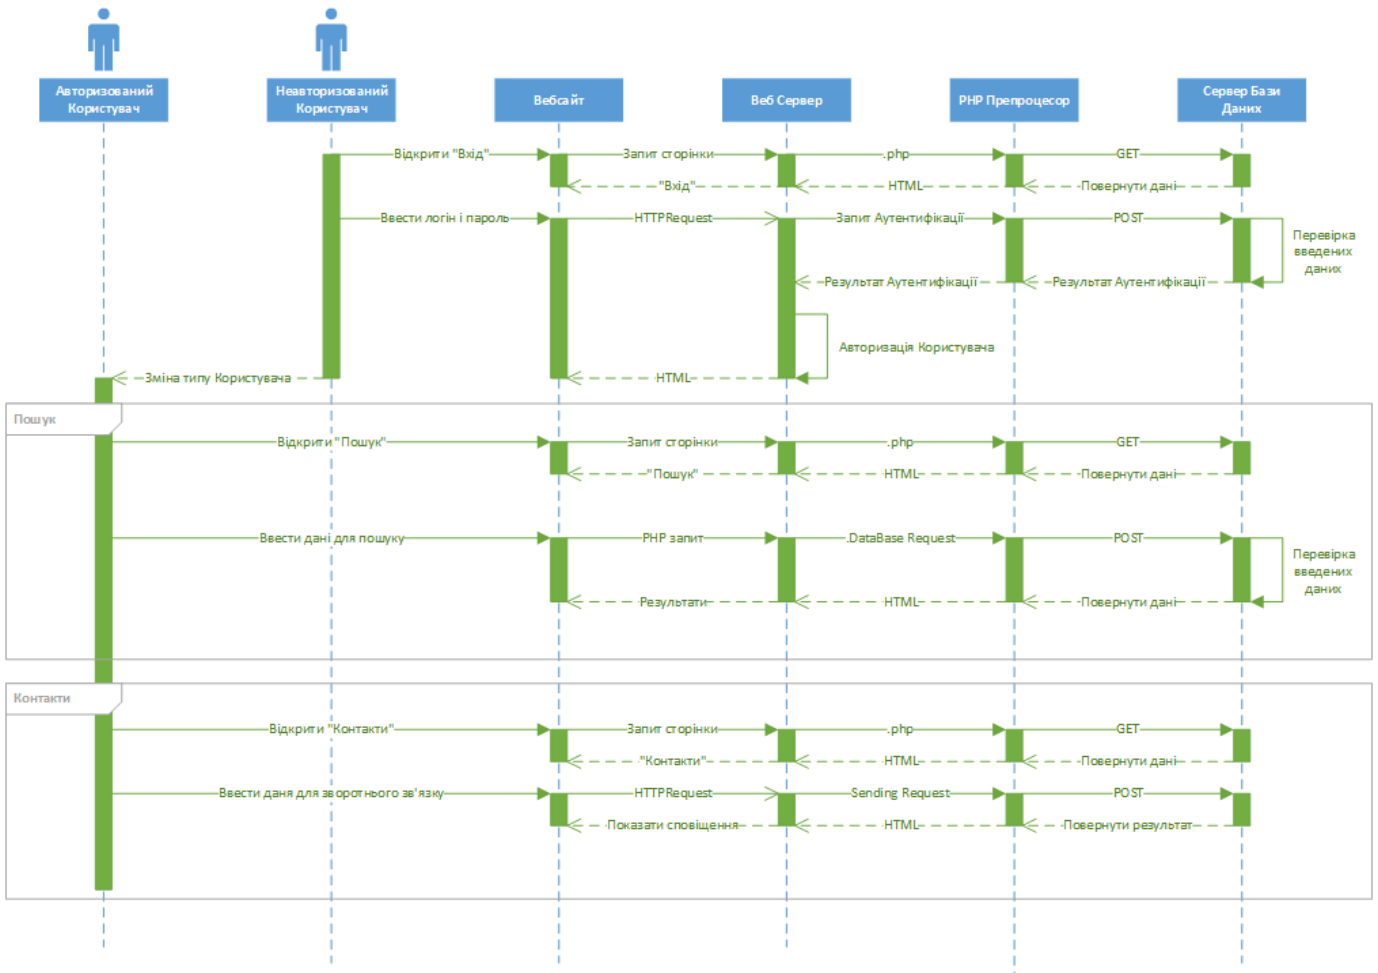 Авторизований
Користувач
Неавторизований
Користувач
Вебсайт
Веб Сервер
PHP Препроцесор
Сервер Бази
Даних
Відкрити "Вхід"
Запит сторінки
.php
GET
"Вхід"
HTML
Повернути дані
Ввести логін і пароль
HTTPRequest
Запит Аутентифікації
POST
Перевірка
введених
даних
Результат Аутентифікації
Результат Аутентифікації
Авторизація Користувача
Зміна типу Користувача
HTML
Пошук
Відкрити "Пошук"
Запит сторінки
.php
GET
"Пошук"
HTML
Повернути дані
Ввести дані для пошуку
PHP запит
.DataBase Request
POST
Перевірка
введених
даних
Результати
HTML
Повернути дані
Контакти
Відкрити "Контакти"
Запит сторінки
.php
GET
"Контакти"
HTML
Повернути дані
Ввести даня для зворотнього зв'язку
HTTPRequest
Sending Request
POST
Показати сповіщення
HTML
Повернути результат